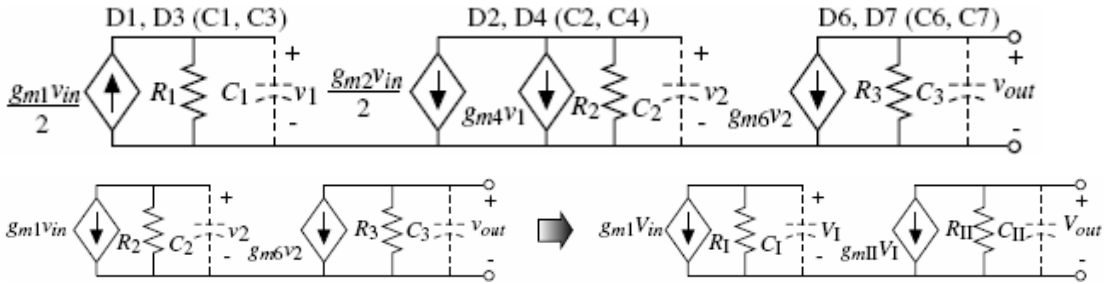 D1, D3 (C1, C3) D2, D4 (C2, C4) D6, D7 (C6, C7)
gm1vin/2 R1 C1 + v1 - gm2vin/2 gm4v1 R2 C2 + v2 - gm6v2 R3 C3 + vout -
gm1vin R2 C2 + v2 - gm6v2 R3 C3 + vout - gm1Vin RI CI + VI - gmIIVI RII CII + Vout -